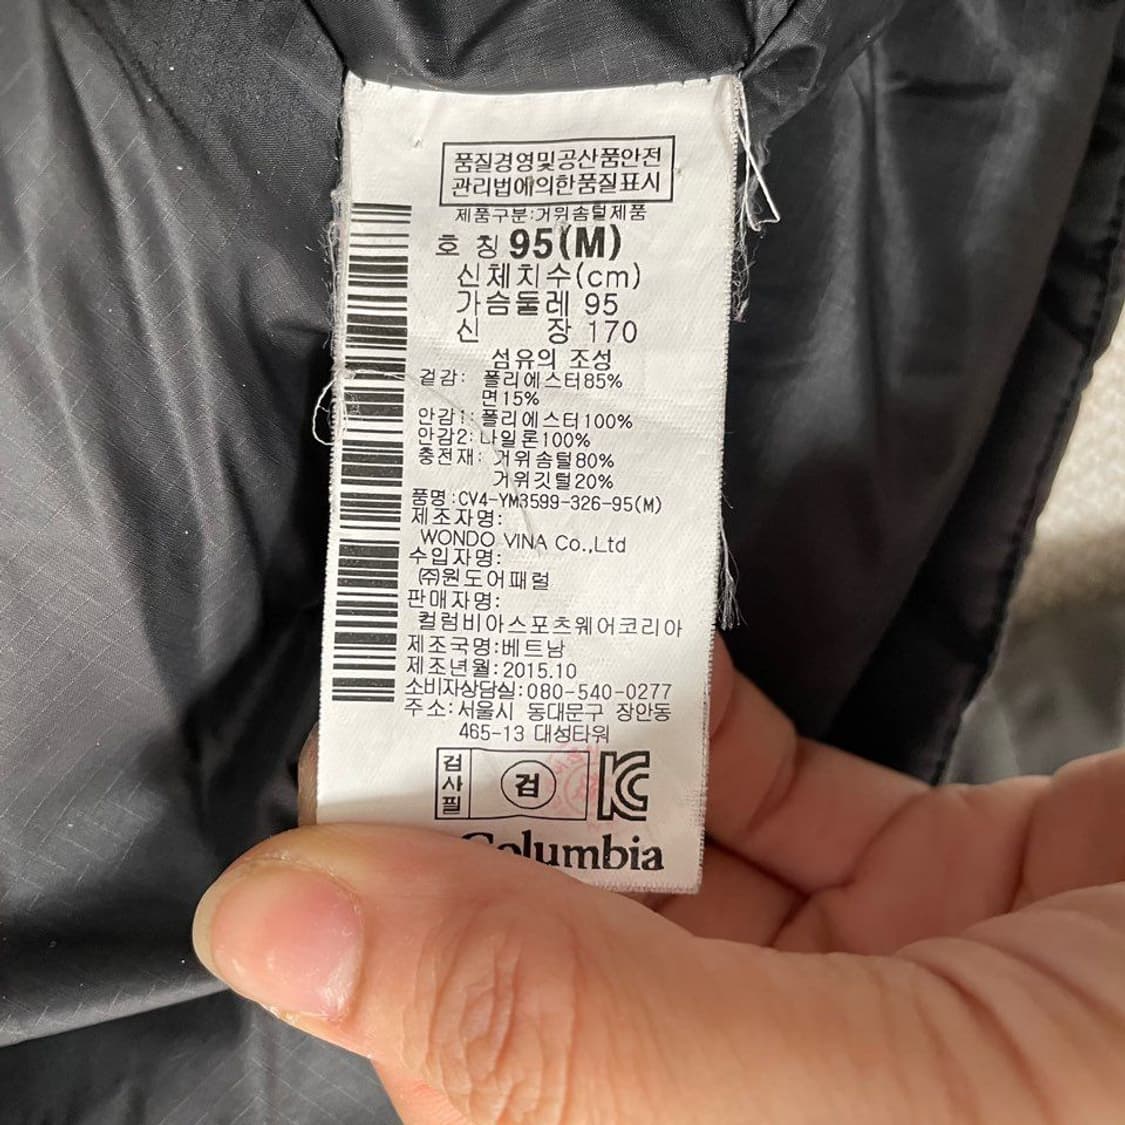 품질경영및공산품안전
관리법에의한품질표시
제품구분:거위솜털제품
호 칭 95(M)
신체치수(cm)
가슴둘레 95
신 장 170
섬유의 조성
겉감: 폴리에스터85%
면15%
안감1:폴리에스터100%
안감2:나일론100%
충전재: 거위솜털80%
거위깃털20%
품명:CV4-YM3599-326-95(M)
제조자명:
WONDO VINA Co.,Ltd
수입자명:
㈜원도어패럴
판매자명:
컬럼비아스포츠웨어코리아
제조국명:베트남
제조년월:2015.10
소비자상담실:080-540-0277
주소:서울시 동대문구 장안동
465-13 대성타워
검사필
검
KC
Columbia